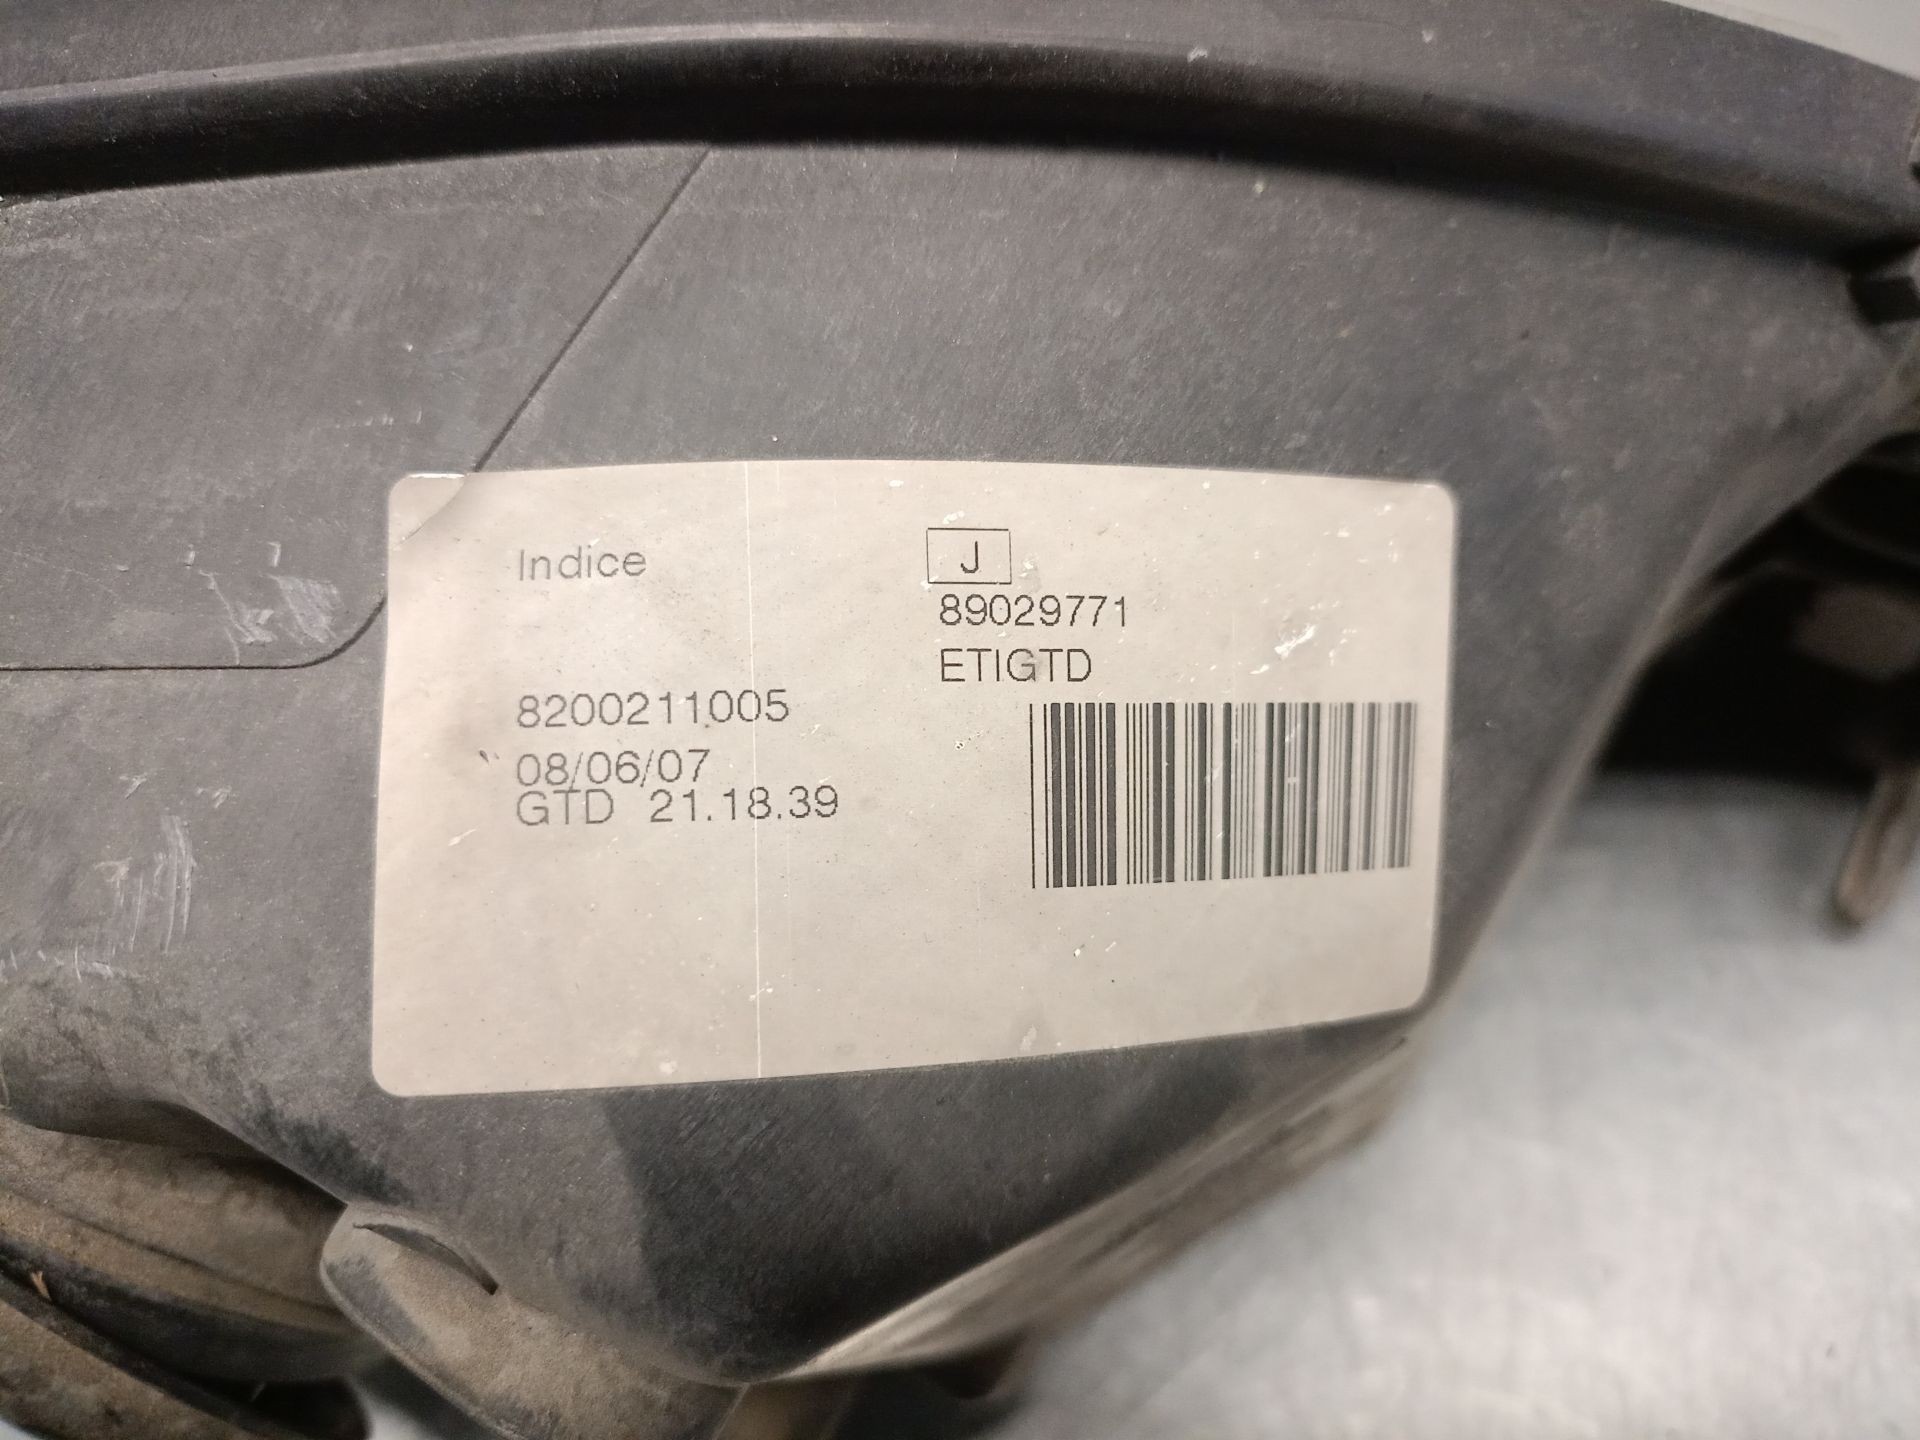 Indice J
89029771
ETIGTD
8200211005
08/06/07
GTD 21.18.39